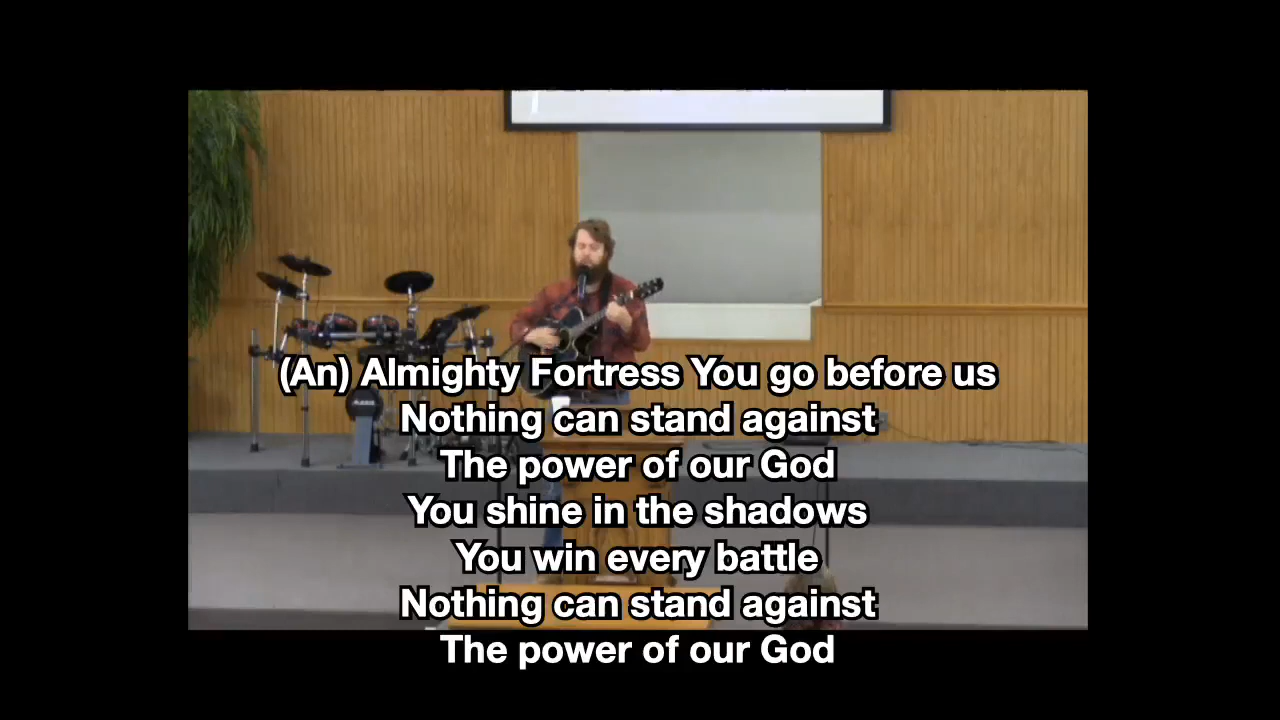 (An) Almighty Fortress You go before us
Nothing can stand against
The power of our God
You shine in the shadows
You win every battle
Nothing can stand against
The power of our God